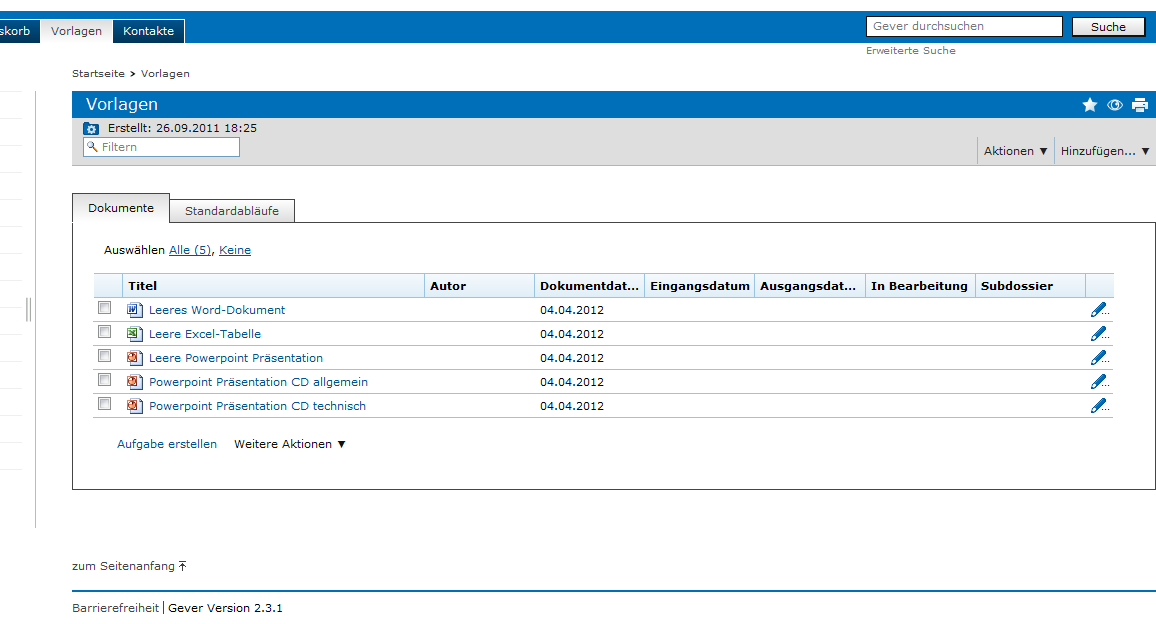 skorb Vorlagen Kontakte Gever durchsuchen Suche
Erweiterte Suche
Startseite > Vorlagen
Vorlagen
Erstellt: 26.09.2011 18:25
Filtern
Aktionen ▼ Hinzufügen... ▼
Dokumente Standardabläufe
Auswählen Alle (5), Keine
Titel Autor Dokumentdat... Eingangsdatum Ausgangsdat... In Bearbeitung Subdossier
Leeres Word-Dokument 04.04.2012 ...
Leere Excel-Tabelle 04.04.2012 ...
Leere Powerpoint Präsentation 04.04.2012 ...
Powerpoint Präsentation CD allgemein 04.04.2012 ...
Powerpoint Präsentation CD technisch 04.04.2012 ...
Aufgabe erstellen Weitere Aktionen ▼
zum Seitenanfang
Barrierefreiheit | Gever Version 2.3.1